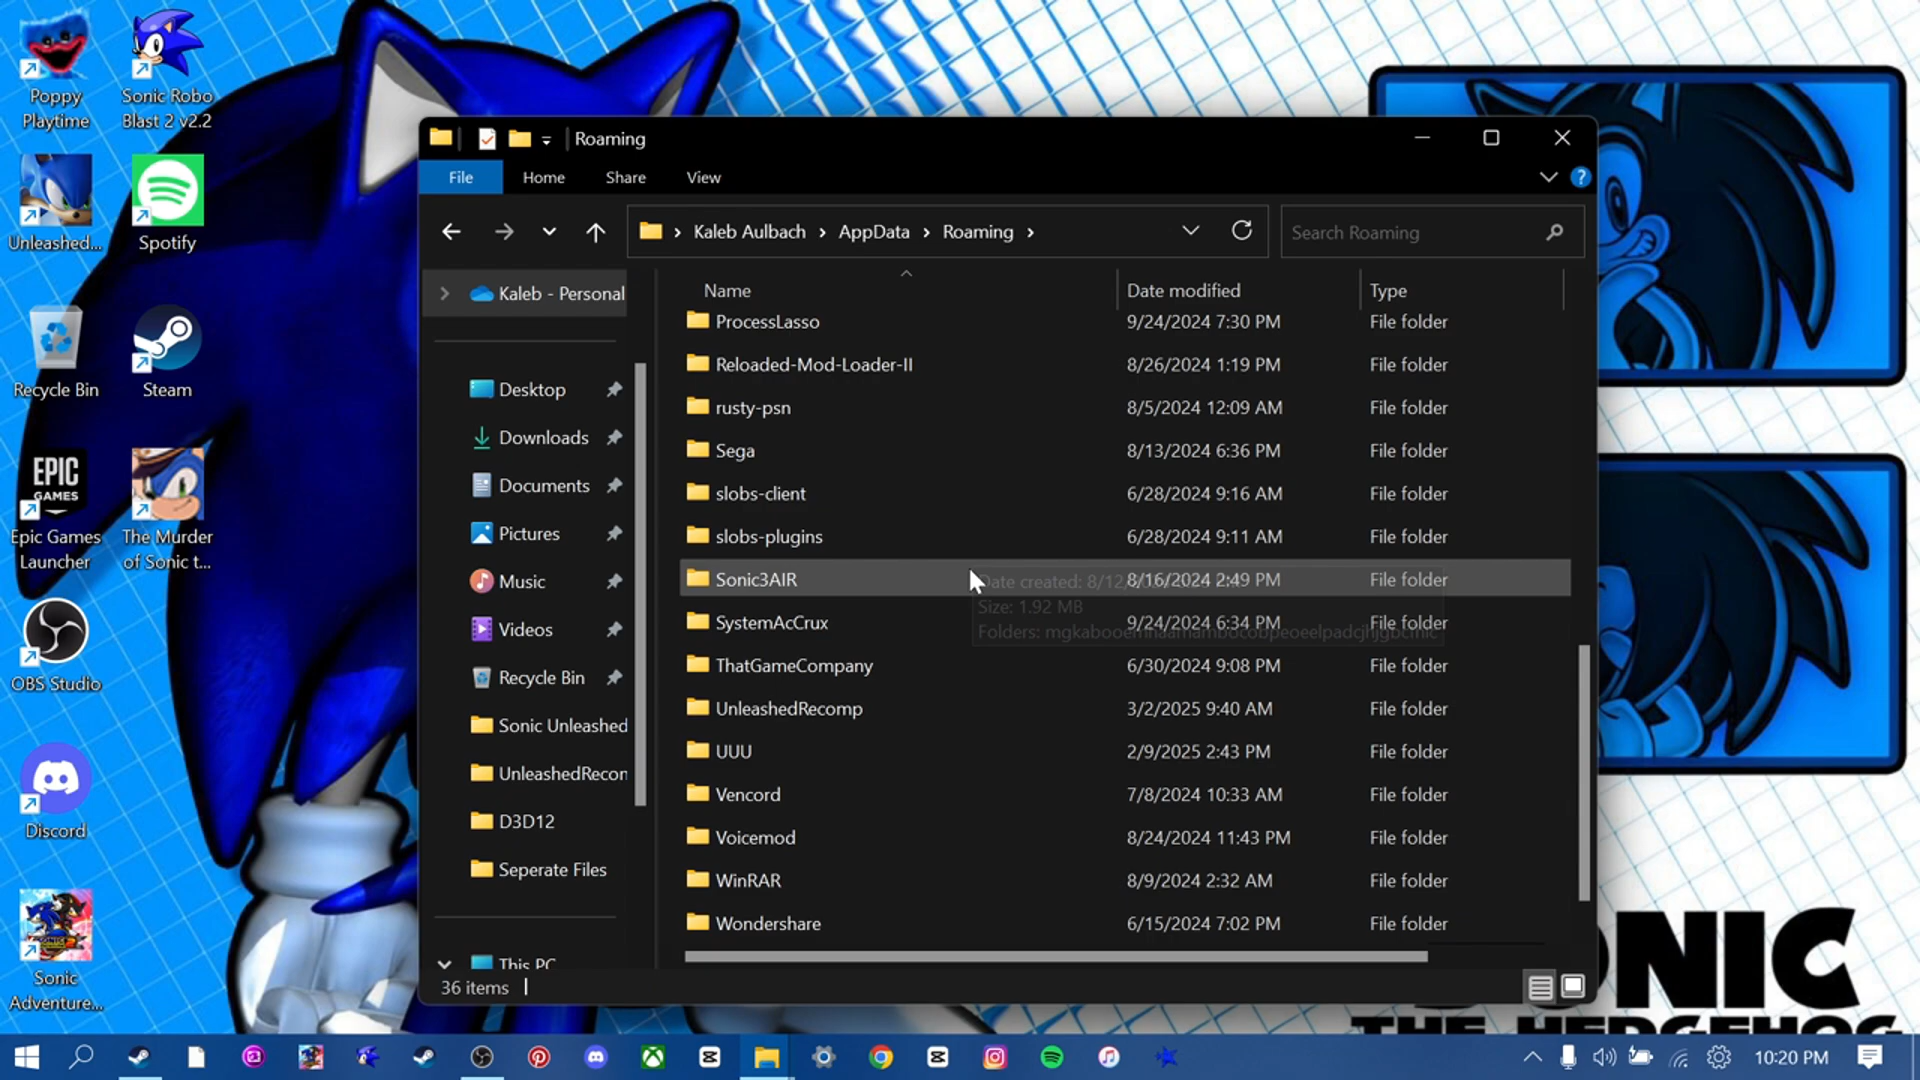 Poppy
Playtime
Sonic Robo
Blast 2 v2.2
Unleashed...
Spotify
Recycle Bin
Steam
EPIC
GAMES
Epic Games
Launcher
The Murder
of Sonic t...
OBS Studio
Discord
Sonic
Adventure...
Roaming
File
Home
Share
View
?
Kaleb Aulbach
AppData
Roaming
Search Roaming
Kaleb - Personal
Desktop
Downloads
Documents
Pictures
Music
Videos
Recycle Bin
Sonic Unleashed
UnleashedRecon
D3D12
Seperate Files
This PC
Name Date modified Type
ProcessLasso 9/24/2024 7:30 PM File folder
Reloaded-Mod-Loader-II 8/26/2024 1:19 PM File folder
rusty-psn 8/5/2024 12:09 AM File folder
Sega 8/13/2024 6:36 PM File folder
slobs-client 6/28/2024 9:16 AM File folder
slobs-plugins 6/28/2024 9:11 AM File folder
Sonic3AIR 8/16/2024 2:49 PM File folder
Date created: 8/12/
Size: 1.92 MB
Folders:
SystemAcCrux 9/24/2024 6:34 PM File folder
ThatGameCompany 6/30/2024 9:08 PM File folder
UnleashedRecomp 3/2/2025 9:40 AM File folder
UUU 2/9/2025 2:43 PM File folder
Vencord 7/8/2024 10:33 AM File folder
Voicemod 8/24/2024 11:43 PM File folder
WinRAR 8/9/2024 2:32 AM File folder
Wondershare 6/15/2024 7:02 PM File folder
36 items
ONIC
THE HEDGEHOG
10:20 PM